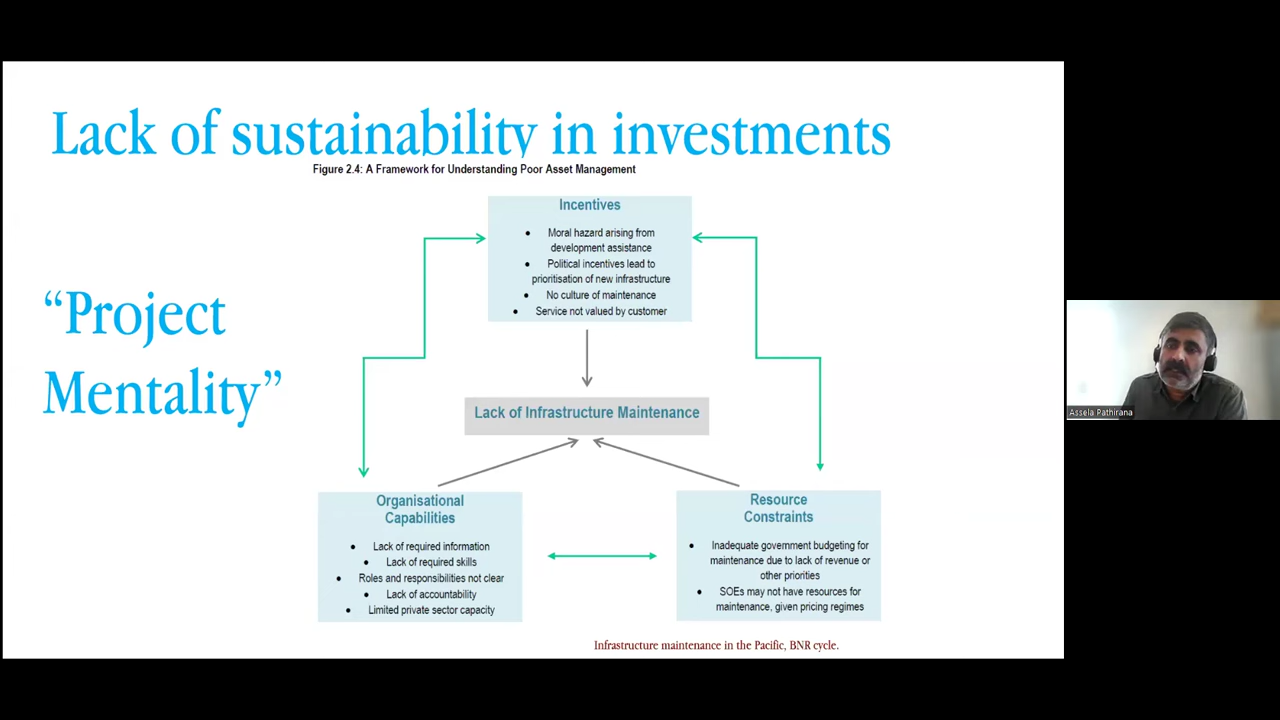 Lack of sustainability in investments
Figure 2.4: A Framework for Understanding Poor Asset Management
"Project
Mentality"
Incentives
• Moral hazard arising from
development assistance
• Political incentives lead to
prioritisation of new infrastructure
• No culture of maintenance
• Service not valued by customer
Lack of Infrastructure Maintenance
Organisational
Capabilities
• Lack of required information
• Lack of required skills
• Roles and responsibilities not clear
• Lack of accountability
• Limited private sector capacity
Resource
Constraints
• Inadequate government budgeting for
maintenance due to lack of revenue or
other priorities
• SOEs may not have resources for
maintenance, given pricing regimes
Infrastructure maintenance in the Pacific, BNR cycle.
Assela Pathirana